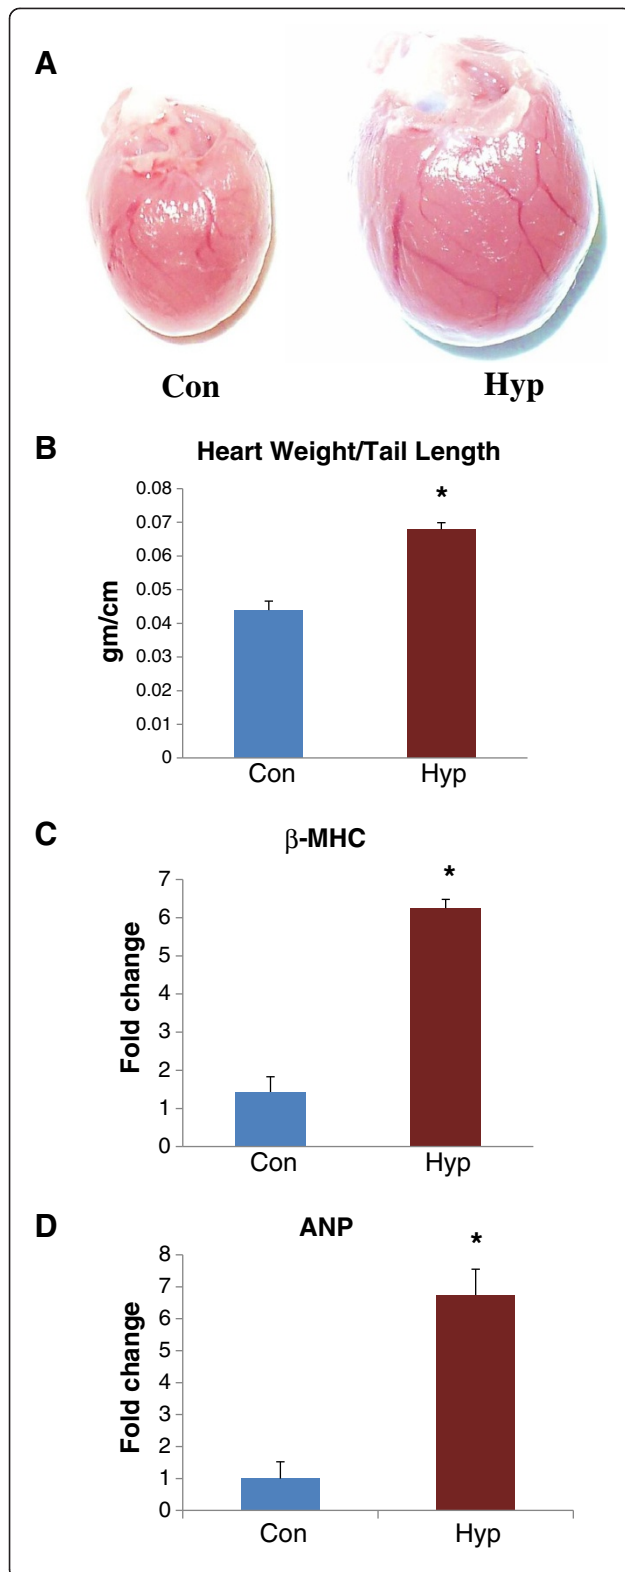 A
Con Hyp
B
Heart Weight/Tail Length
gm/cm
0.08
0.07
0.06
0.05
0.04
0.03
0.02
0.01
0
*
Con Hyp
C
β-MHC
Fold change
7
6
5
4
3
2
1
0
*
Con Hyp
D
ANP
Fold change
8
7
6
5
4
3
2
1
0
*
Con Hyp